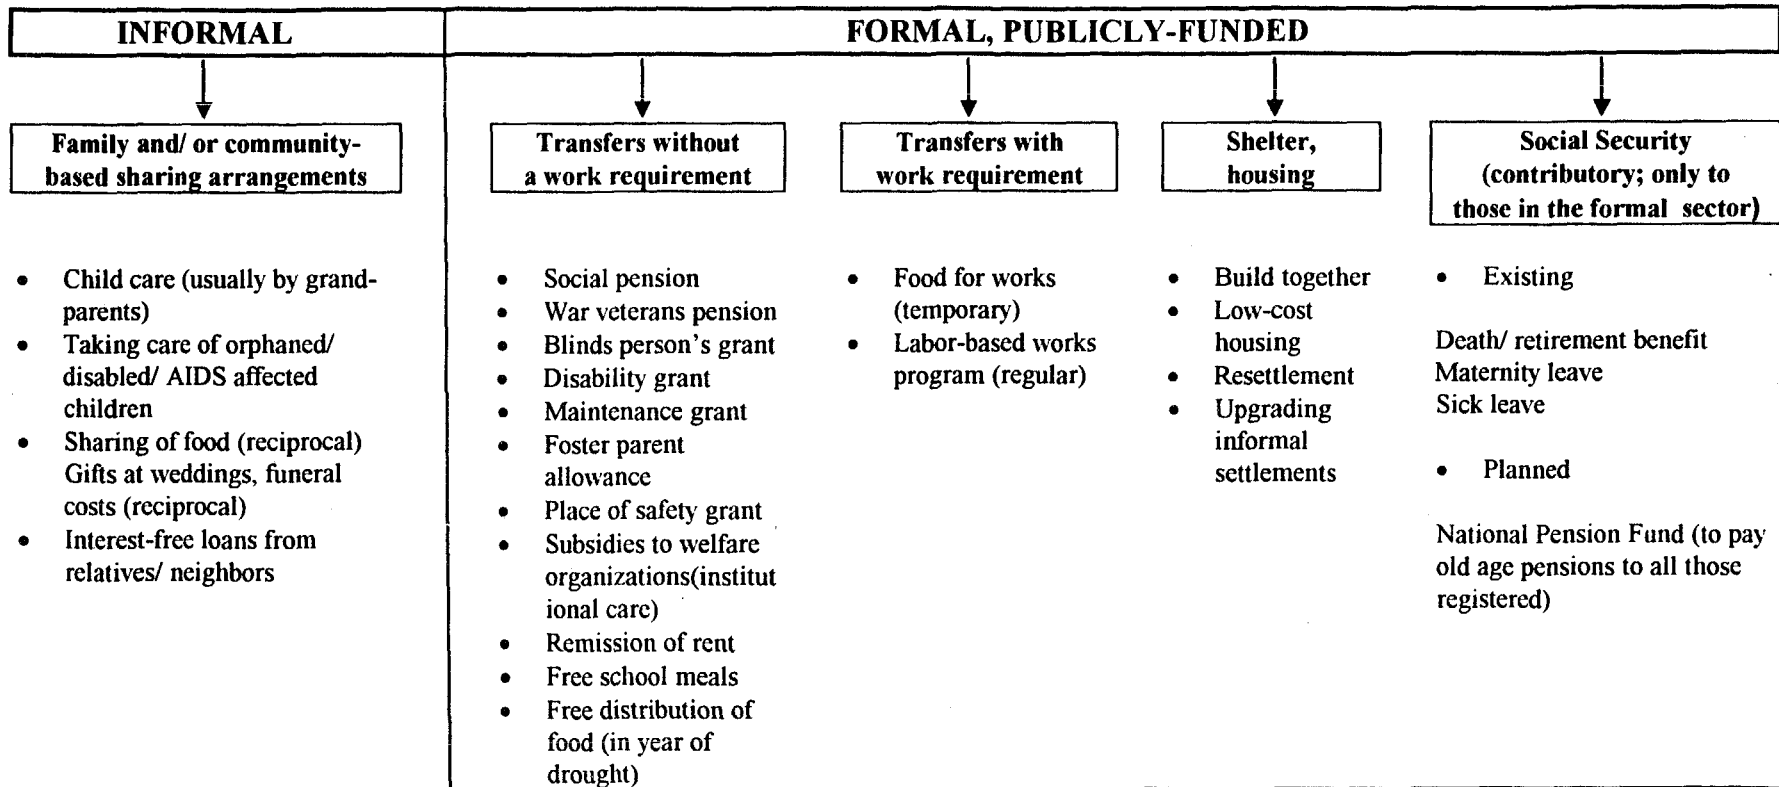 INFORMAL
FORMAL, PUBLICLY-FUNDED
Family and/ or community-
based sharing arrangements
• Child care (usually by grand-
parents)
• Taking care of orphaned/
disabled/ AIDS affected
children
• Sharing of food (reciprocal)
Gifts at weddings, funeral
costs (reciprocal)
• Interest-free loans from
relatives/ neighbors
Transfers without
a work requirement
• Social pension
• War veterans pension
• Blinds person's grant
• Disability grant
• Maintenance grant
• Foster parent
allowance
• Place of safety grant
• Subsidies to welfare
organizations(institut
ional care)
• Remission of rent
• Free school meals
• Free distribution of
food (in year of
drought)
Transfers with
work requirement
• Food for works
(temporary)
• Labor-based works
program (regular)
Shelter,
housing
• Build together
• Low-cost
housing
• Resettlement
• Upgrading
informal
settlements
Social Security
(contributory; only to
those in the formal sector)
• Existing
Death/ retirement benefit
Maternity leave
Sick leave
• Planned
National Pension Fund (to pay
old age pensions to all those
registered)